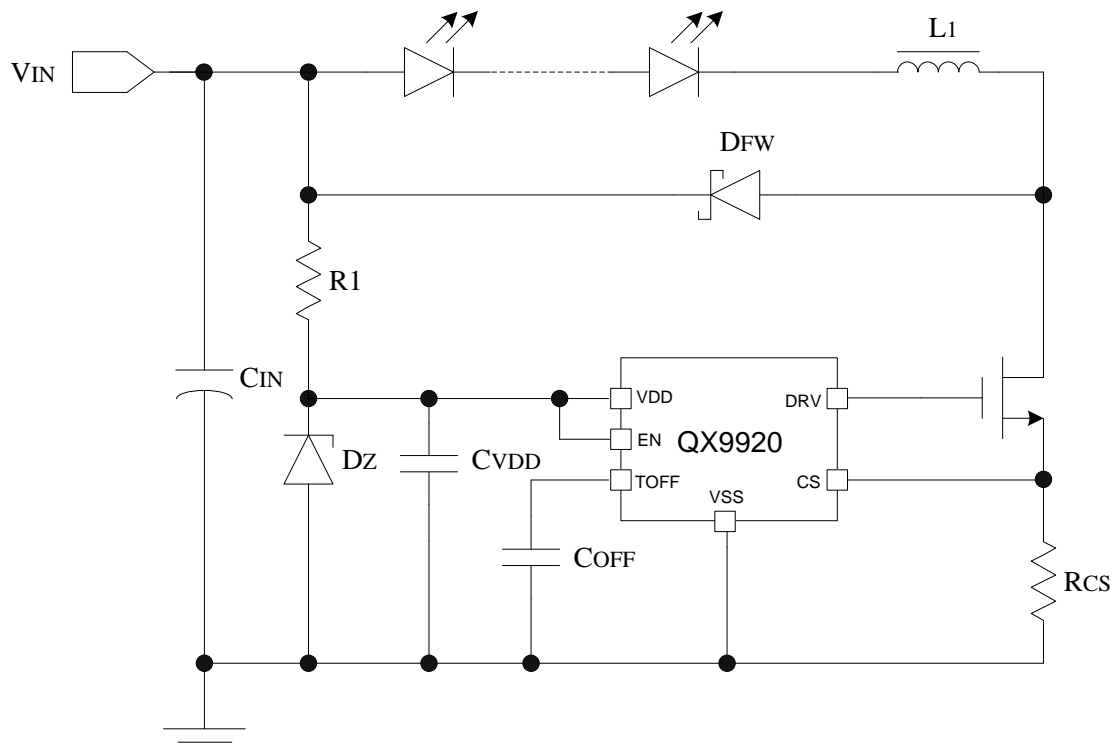 L1
VIN
DFW
R1
CIN
VDD
DRV
EN
QX9920
DZ
CVDD
TOFF
CS
VSS
COFF
RCS